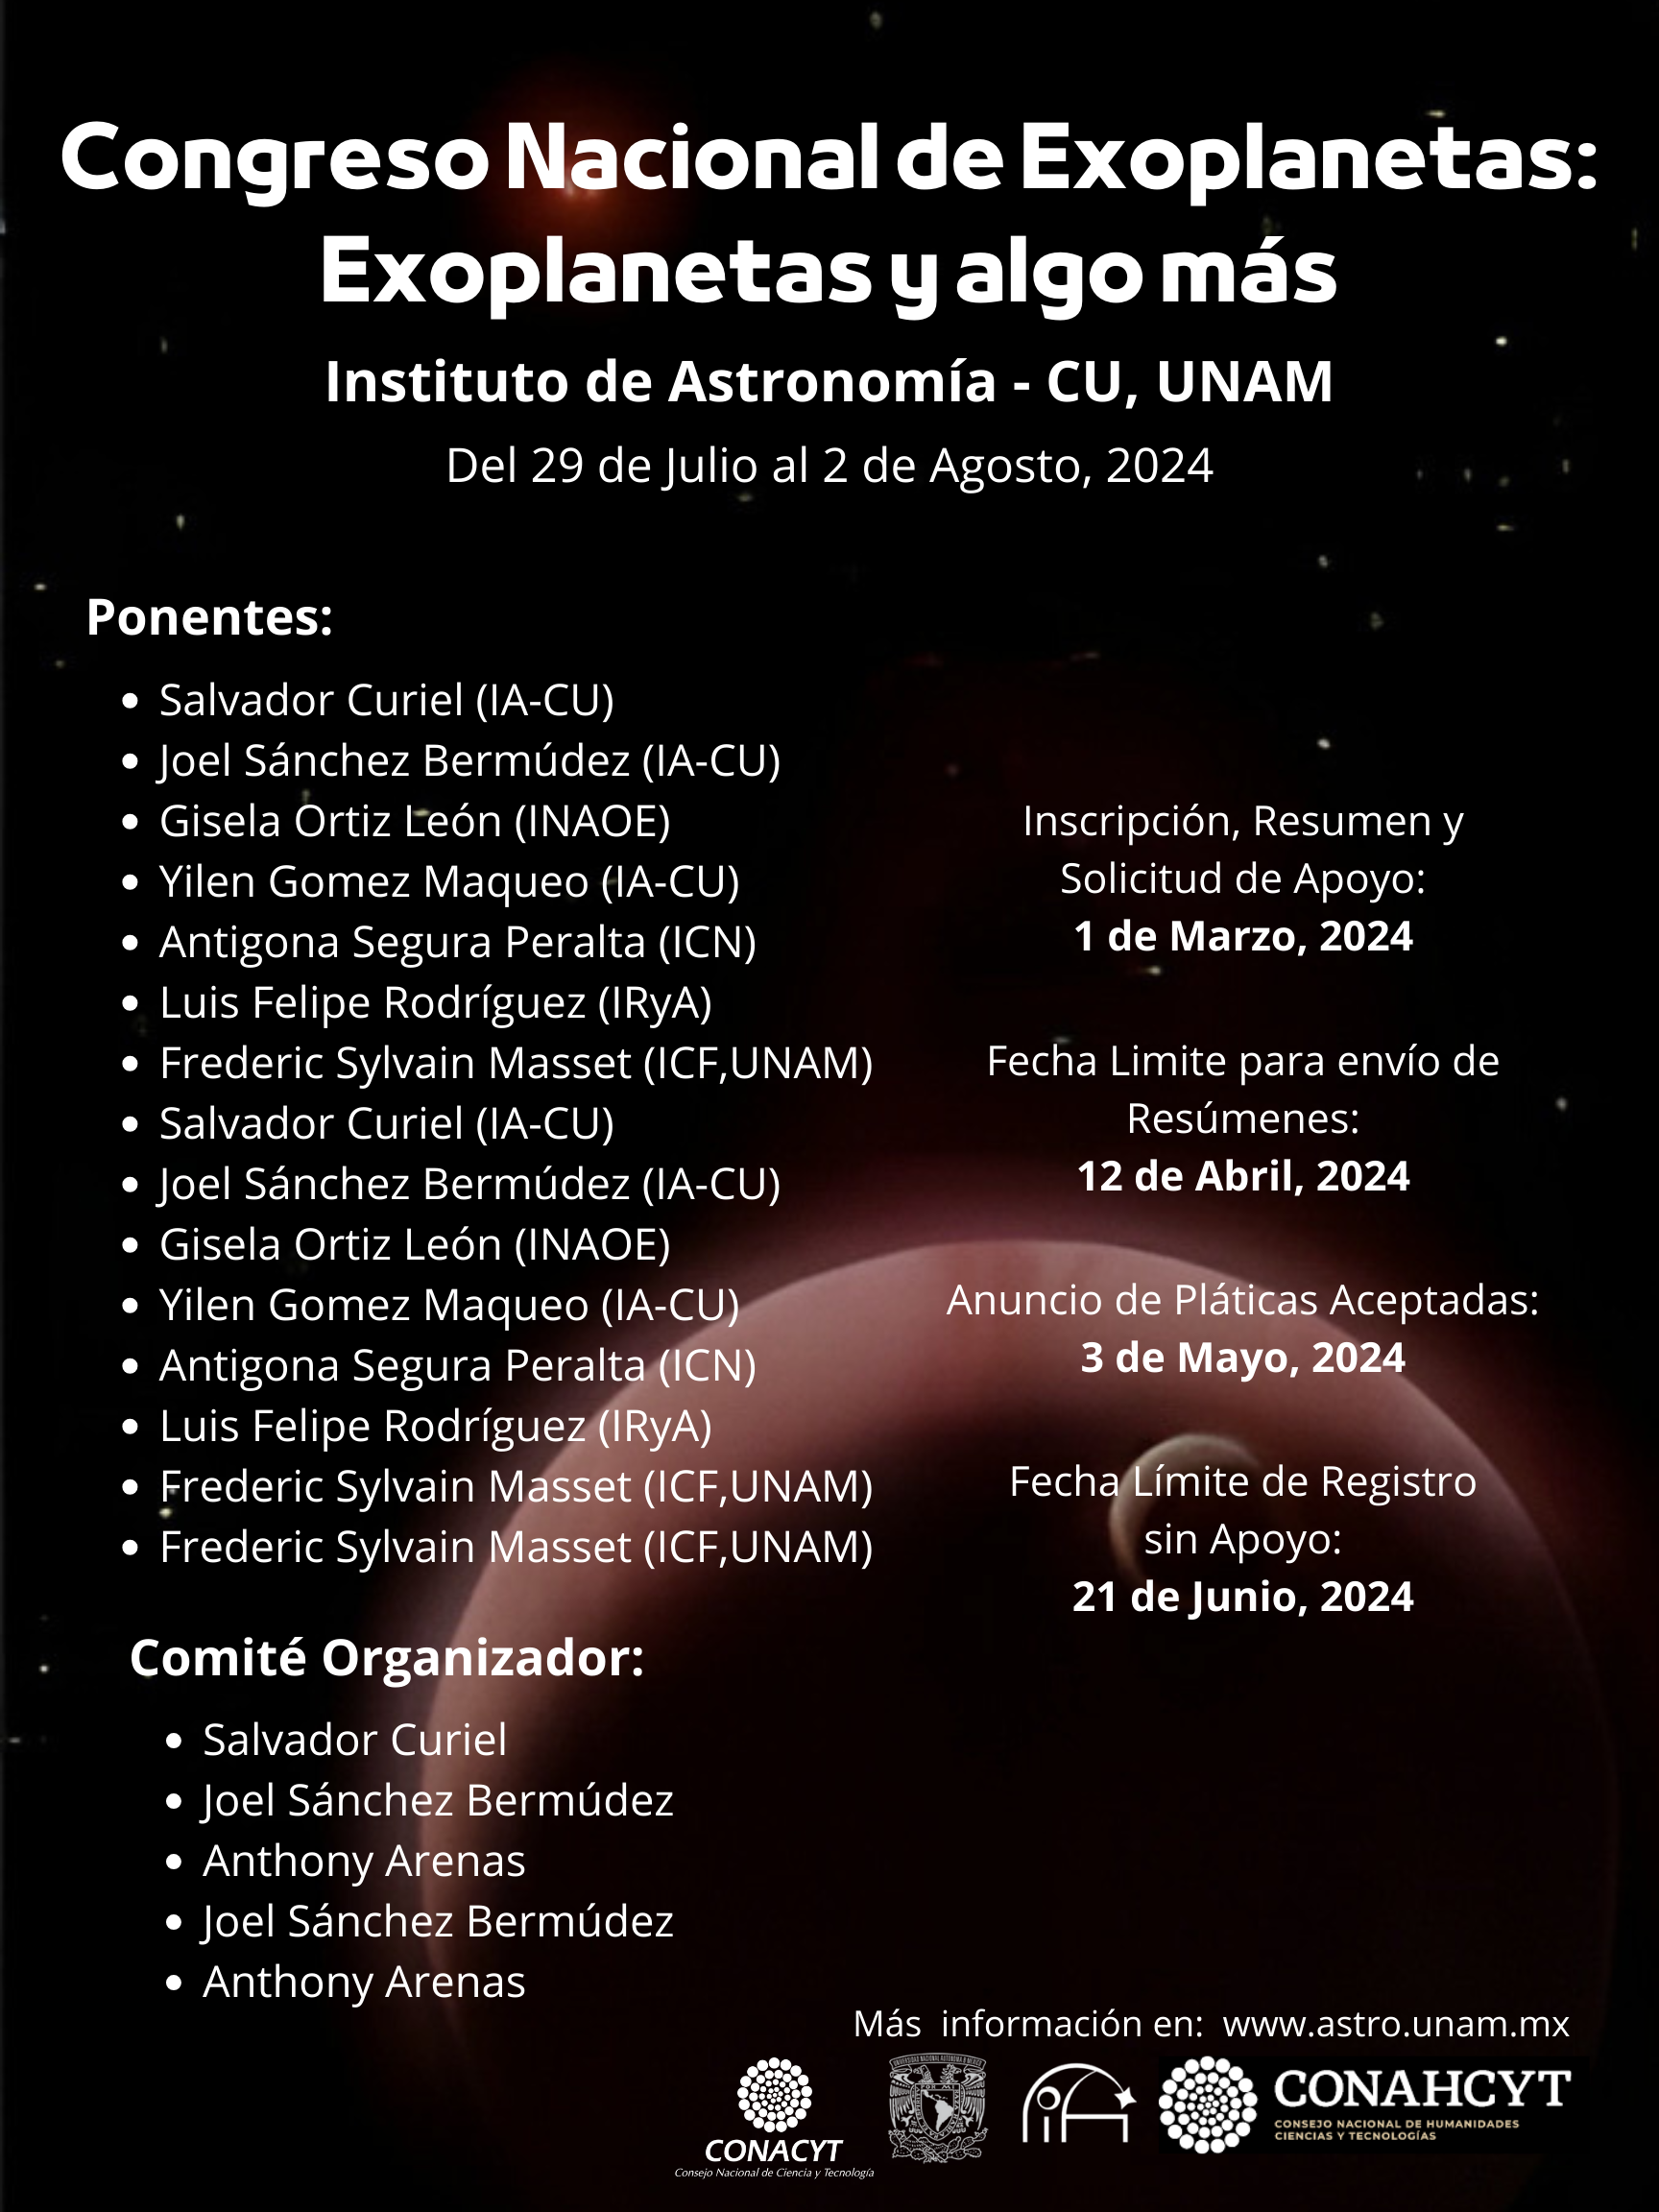 Congreso Nacional de Exoplanetas:
Exoplanetas y algo más
Instituto de Astronomía - CU, UNAM
Del 29 de Julio al 2 de Agosto, 2024
Ponentes:
• Salvador Curiel (IA-CU)
• Joel Sánchez Bermúdez (IA-CU)
• Gisela Ortiz León (INAOE)
• Yilen Gomez Maqueo (IA-CU)
• Antigona Segura Peralta (ICN)
• Luis Felipe Rodríguez (IRyA)
• Frederic Sylvain Masset (ICF,UNAM)
• Salvador Curiel (IA-CU)
• Joel Sánchez Bermúdez (IA-CU)
• Gisela Ortiz León (INAOE)
• Yilen Gomez Maqueo (IA-CU)
• Antigona Segura Peralta (ICN)
• Luis Felipe Rodríguez (IRyA)
• Frederic Sylvain Masset (ICF,UNAM)
• Frederic Sylvain Masset (ICF,UNAM)
Comité Organizador:
• Salvador Curiel
• Joel Sánchez Bermúdez
• Anthony Arenas
• Joel Sánchez Bermúdez
• Anthony Arenas
Inscripción, Resumen y
Solicitud de Apoyo:
1 de Marzo, 2024
Fecha Limite para envío de
Resúmenes:
12 de Abril, 2024
Anuncio de Pláticas Aceptadas:
3 de Mayo, 2024
Fecha Límite de Registro
sin Apoyo:
21 de Junio, 2024
Más información en: www.astro.unam.mx
CONACYT
Consejo Nacional de Ciencia y Tecnología
CONAHCYT
CONSEJO NACIONAL DE HUMANIDADES
CIENCIAS Y TECNOLOGÍAS